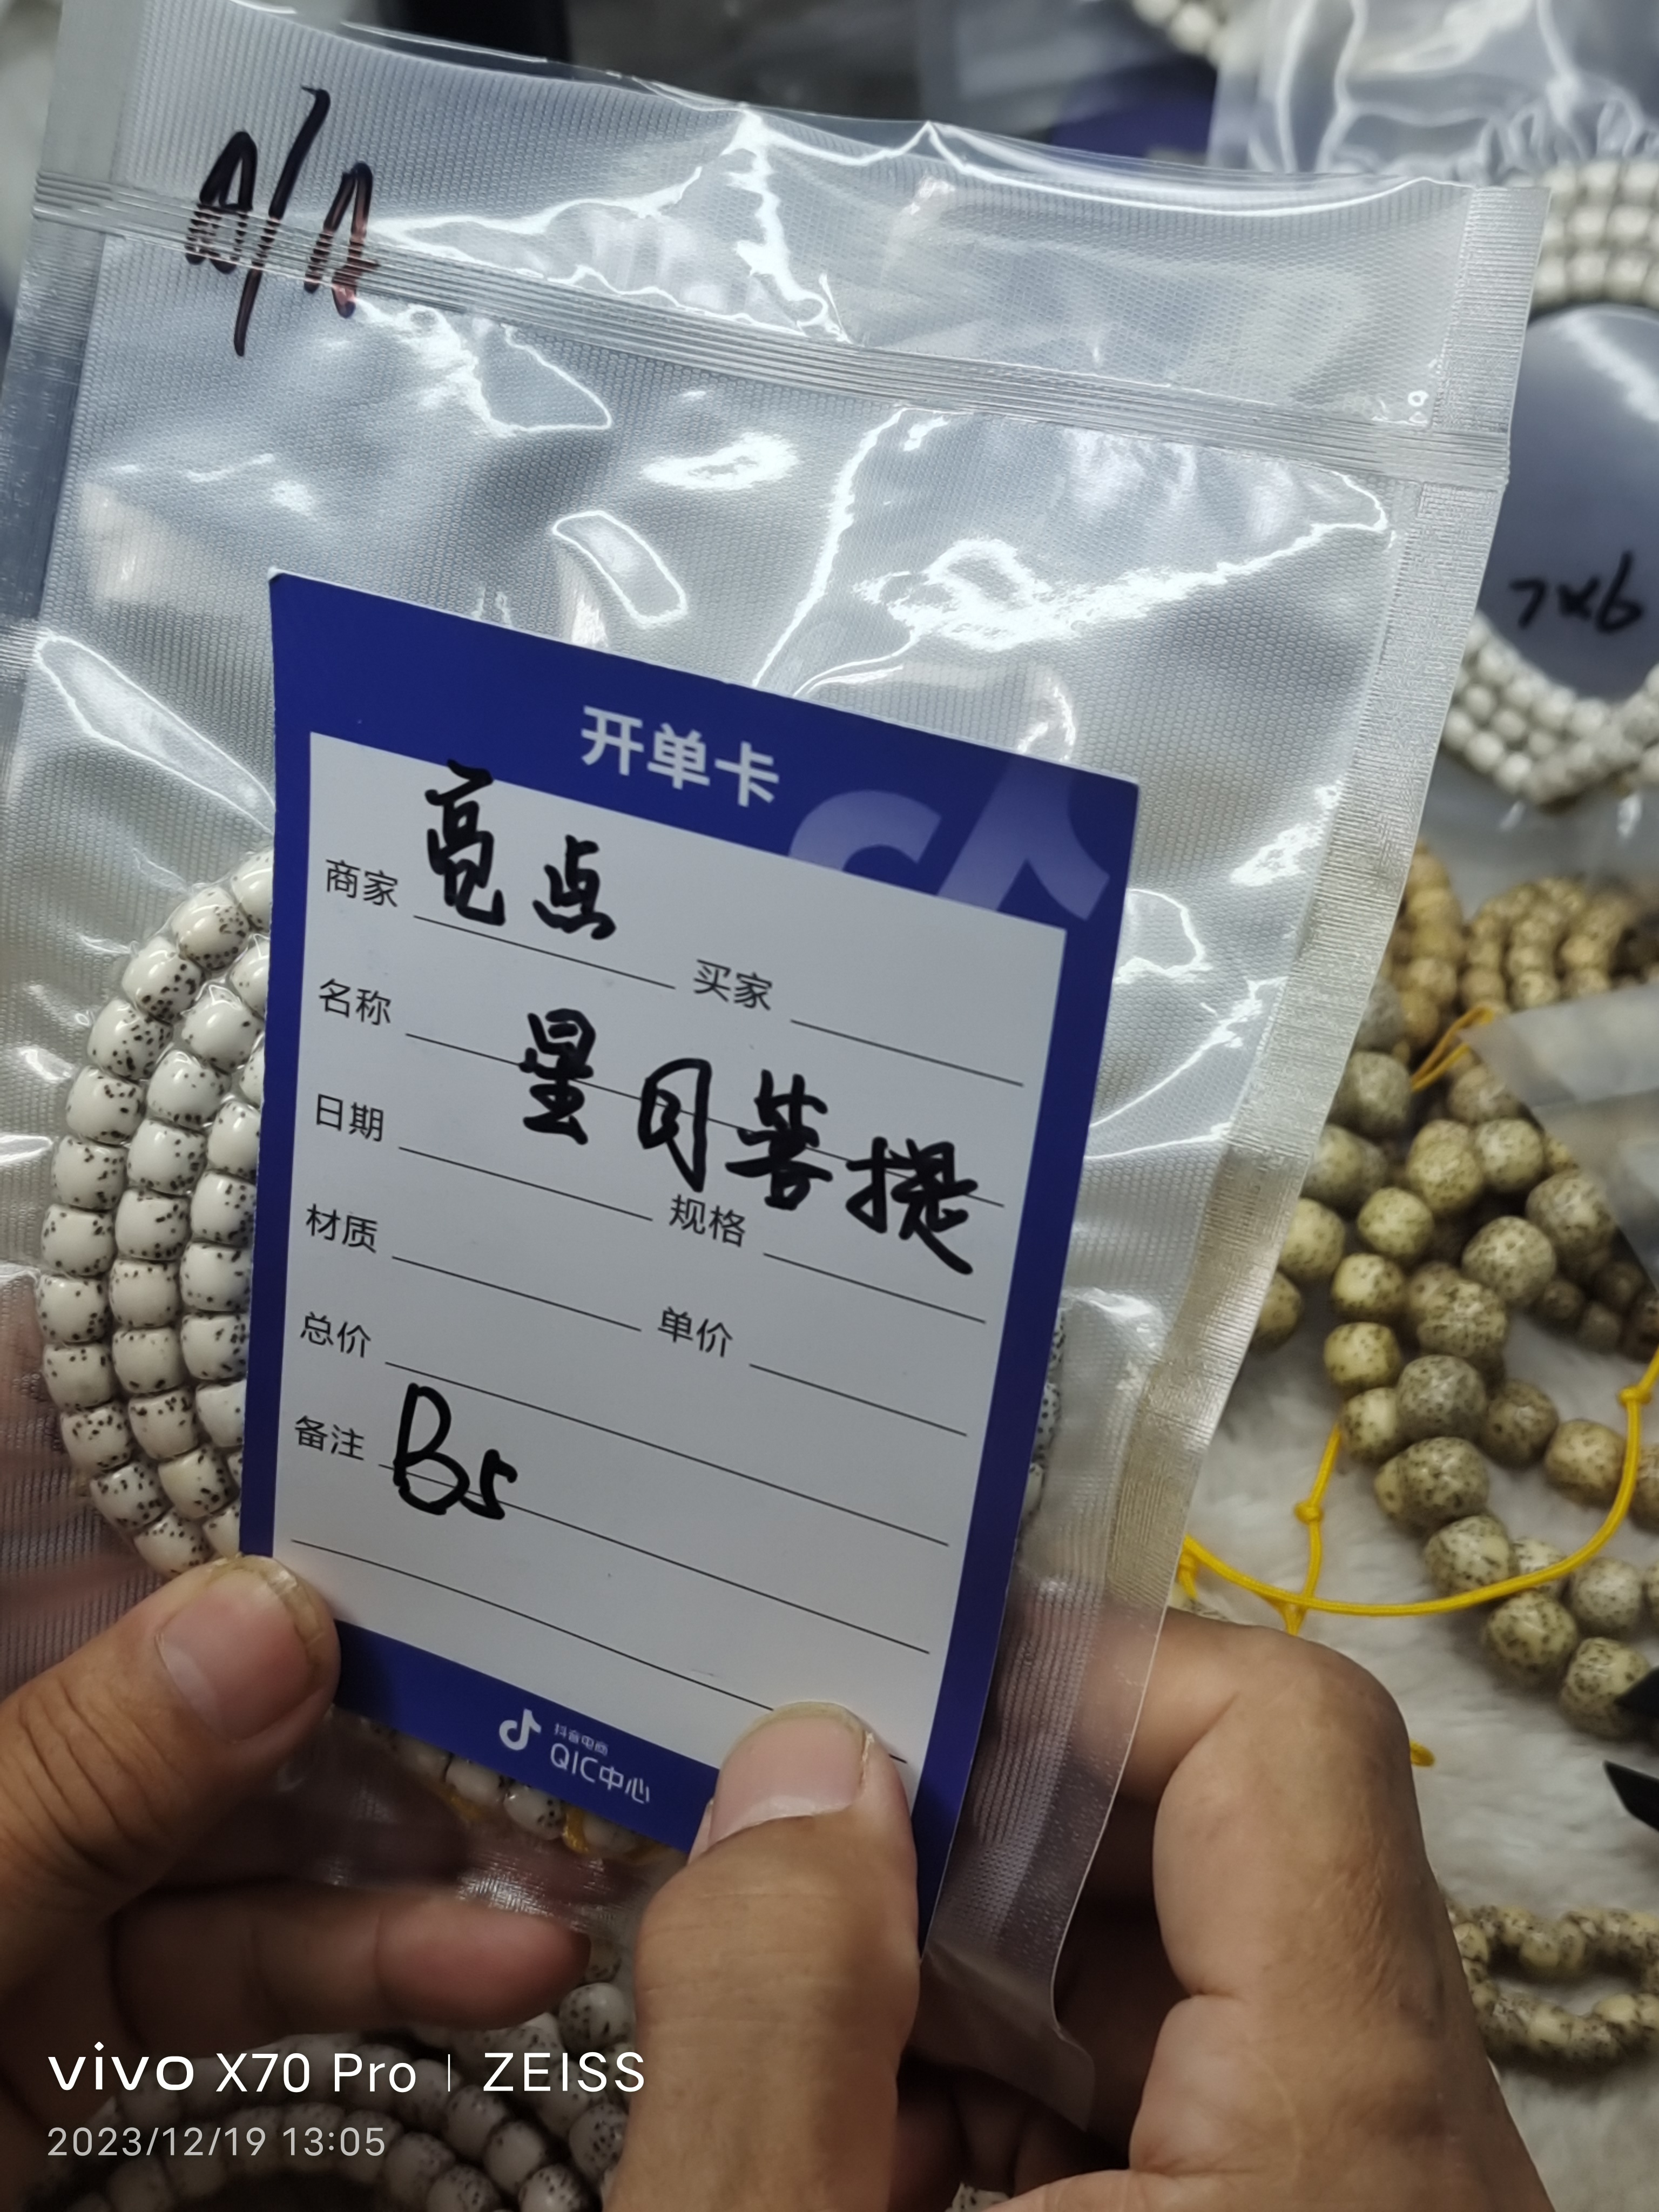 7x6
开单卡
商家 亮点 买家
名称 星月菩提
日期 规格
材质 单价
总价
备注 B5
抖音电商
QIC中心
vivo X70 Pro | ZEISS
2023/12/19 13:05